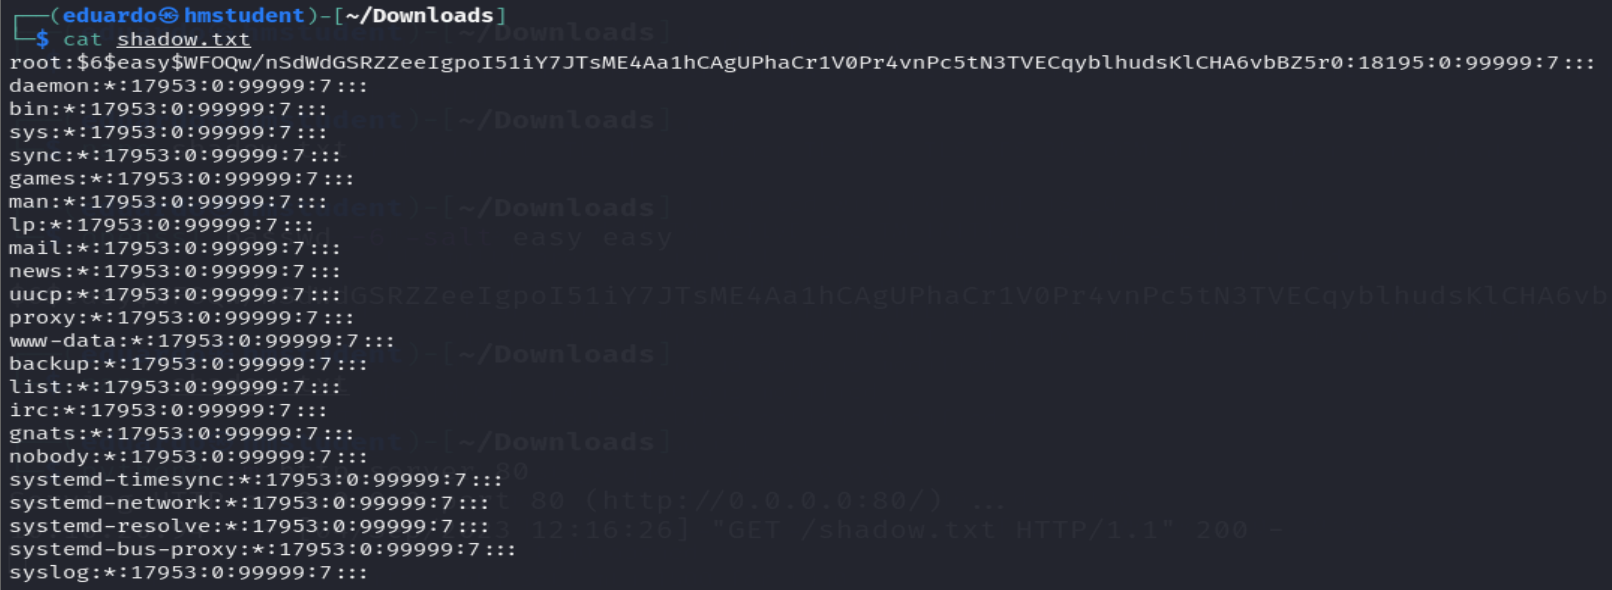 ┌──(eduardo㉿hmstudent)-[~/Downloads]
└─$ cat shadow.txt
root:$6$easy$WFOQw/nSdWdGSRZZeeIgpoI51iY7JTsME4Aa1hCAgUPhaCr1V0Pr4vnPc5tN3TVECqyblhudsKlCHA6vbBZ5r0:18195:0:99999:7:::
daemon:*:17953:0:99999:7:::
bin:*:17953:0:99999:7:::
sys:*:17953:0:99999:7:::
sync:*:17953:0:99999:7:::
games:*:17953:0:99999:7:::
man:*:17953:0:99999:7:::
lp:*:17953:0:99999:7:::
mail:*:17953:0:99999:7:::
news:*:17953:0:99999:7:::
uucp:*:17953:0:99999:7:::
proxy:*:17953:0:99999:7:::
www-data:*:17953:0:99999:7:::
backup:*:17953:0:99999:7:::
list:*:17953:0:99999:7:::
irc:*:17953:0:99999:7:::
gnats:*:17953:0:99999:7:::
nobody:*:17953:0:99999:7:::
systemd-timesync:*:17953:0:99999:7:::
systemd-network:*:17953:0:99999:7:::
systemd-resolve:*:17953:0:99999:7:::
systemd-bus-proxy:*:17953:0:99999:7:::
syslog:*:17953:0:99999:7:::